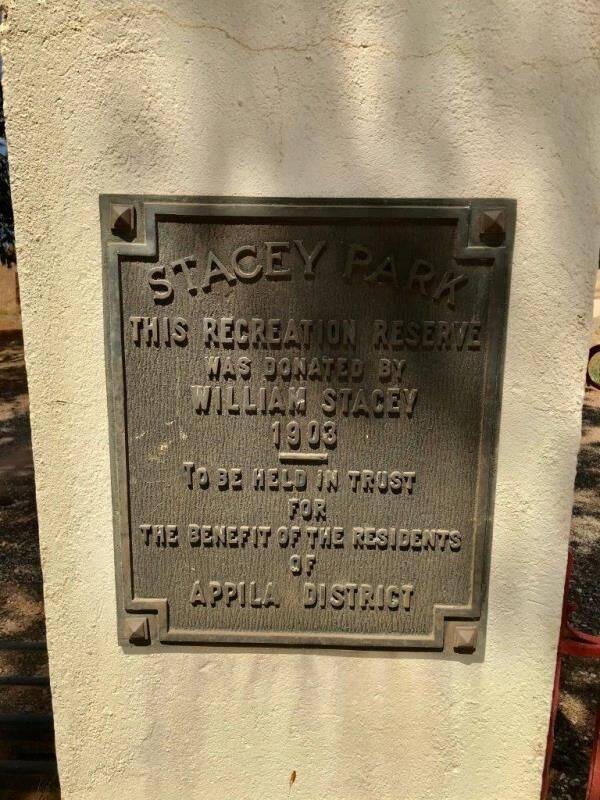 STACEY PARK
THIS RECREATION RESERVE
WAS DONATED BY
WILLIAM STACEY
1903
TO BE HELD IN TRUST
FOR
THE BENEFIT OF THE RESIDENTS
OF
APPILA DISTRICT